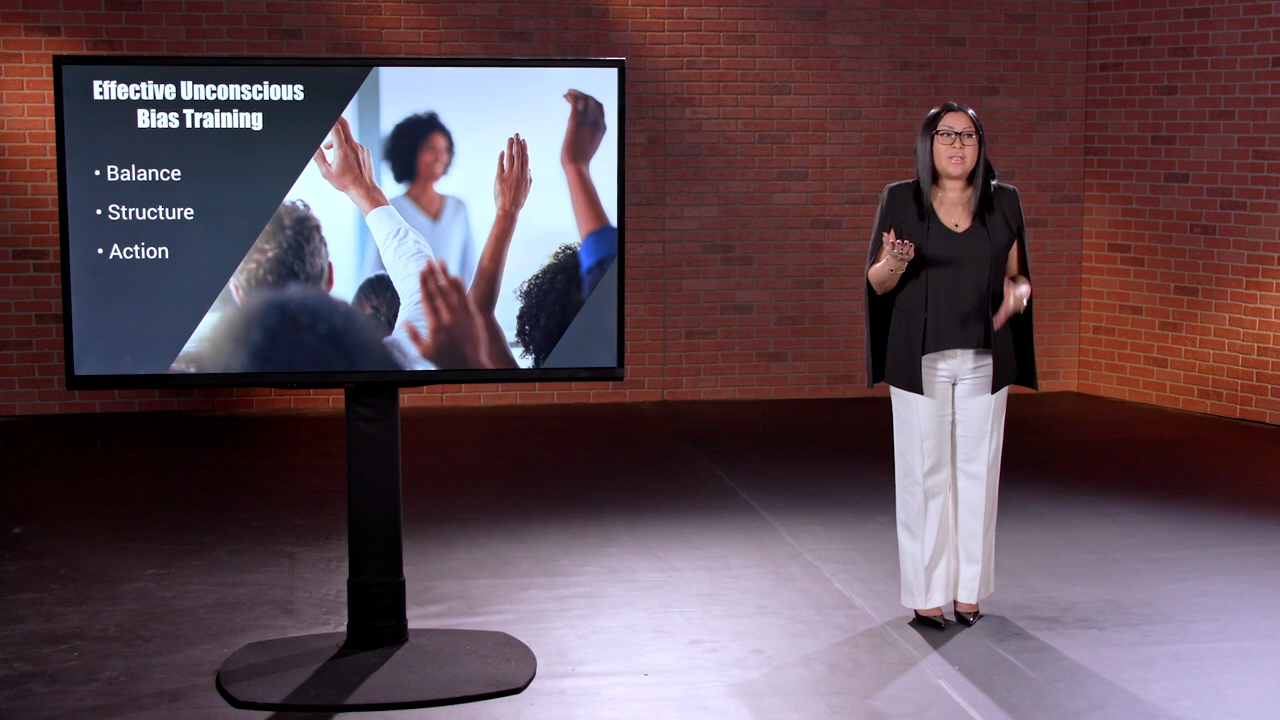 Effective Unconscious
Bias Training
• Balance
• Structure
• Action